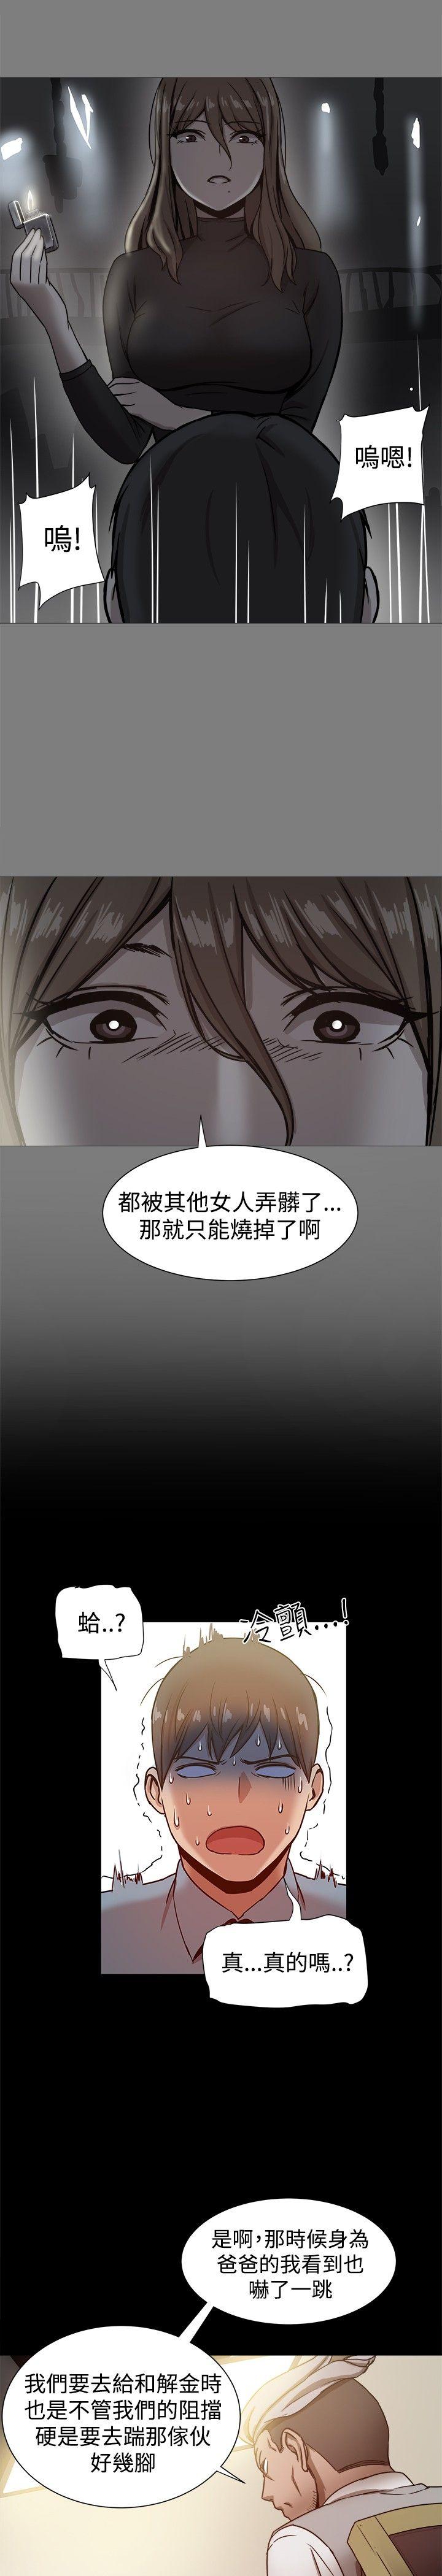 嗚嗯!
嗚!
都被其他女人弄髒了...
那就只能燒掉了啊
蛤..?
冷顫...!
真...真的嗎..?
是啊，那時候身為
爸爸的我看到也
嚇了一跳
我們要去給和解金時
也是不管我們的阻擋
硬是要去踹那傢伙
好幾腳